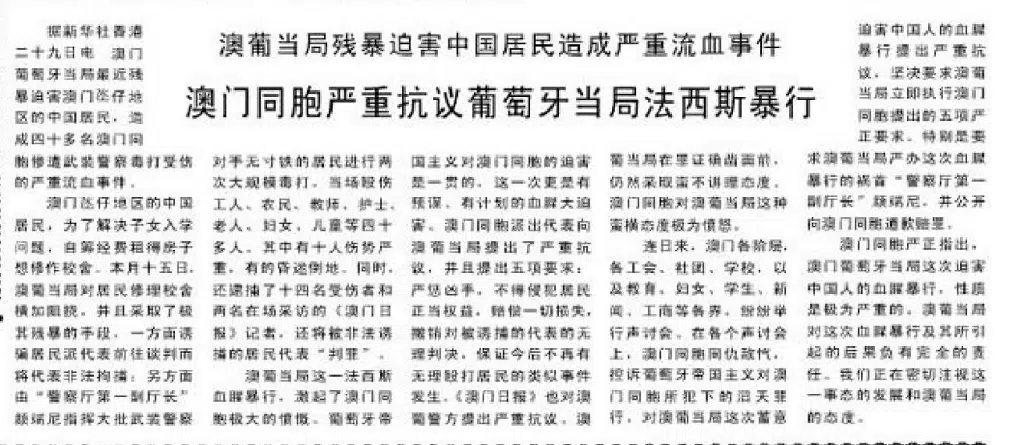 澳葡当局残暴迫害中国居民造成严重流血事件
澳门同胞严重抗议葡萄牙当局法西斯暴行
据新华社香港
二十九日电　澳门
葡萄牙当局最近残
暴迫害澳门氹仔地
区的中国居民，造
成四十多名澳门同
胞惨遭武装警察毒打受伤
的严重流血事件。
澳门氹仔地区的中国
居民，为了解决子女入学
问题，自筹经费租得房子
想修作校舍。本月十五日，
澳葡当局对居民修理校舍
横加阻挠，并且采取了极
其残暴的手段，一方面诱
骗居民派代表前往谈判而
将代表非法拘捕；另方面
由“警察厅第一副厅长”
颇瑙尼指挥大批武装警察
对手无寸铁的居民进行两
次大规模毒打，当场殴伤
工人、农民、教师、护士、
老人、妇女、儿童等四十
多人，其中有十人伤势严
重，有的昏迷倒地。同时，
还逮捕了十四名受伤者和
两名在场采访的《澳门日
报》记者，还将被非法诱
捕的居民代表“判罪”。
澳葡当局这一法西斯
血腥暴行，激起了澳门同
胞极大的愤慨。葡萄牙帝
国主义对澳门同胞的迫害
是一贯的，这一次更是有
预谋、有计划的血腥大迫
害。澳门同胞派出代表向
澳葡当局提出了严重抗
议，并且提出五项要求：
严惩凶手，不得侵犯居民
正当权益，赔偿一切损失，
撤销对被诱捕的代表的无
理判决，保证今后不再有
无理殴打居民的类似事件
发生。《澳门日报》也对澳
葡警方提出严重抗议。澳
葡当局在罪证确凿面前，
仍然采取蛮不讲理态度。
澳门同胞对澳葡当局这种
蛮横态度极为愤怒。
连日来，澳门各阶层，
各工会、社团、学校，以
及教育、妇女、学生、新
闻、工商等各界，纷纷举
行声讨会。在各个声讨会
上，澳门同胞同仇敌忾，
控诉葡萄牙帝国主义对澳
门同胞所犯下的滔天罪
行，对澳葡当局这次蓄意
迫害中国人的血腥
暴行提出严重抗
议，坚决要求澳葡
当局立即执行澳门
同胞提出的五项严
正要求。特别是要
求澳葡当局严办这次血腥
暴行的祸首“警察厅第一
副厅长”颇瑙尼，并公开
向澳门同胞道歉赔罪。
澳门同胞严正指出，
澳门葡萄牙当局这次迫害
中国人的血腥暴行，性质
是极为严重的。澳葡当局
对这次血腥暴行及其所引
起的后果负有完全的责
任。我们正在密切注视这
一事态的发展和澳葡当局
的态度。